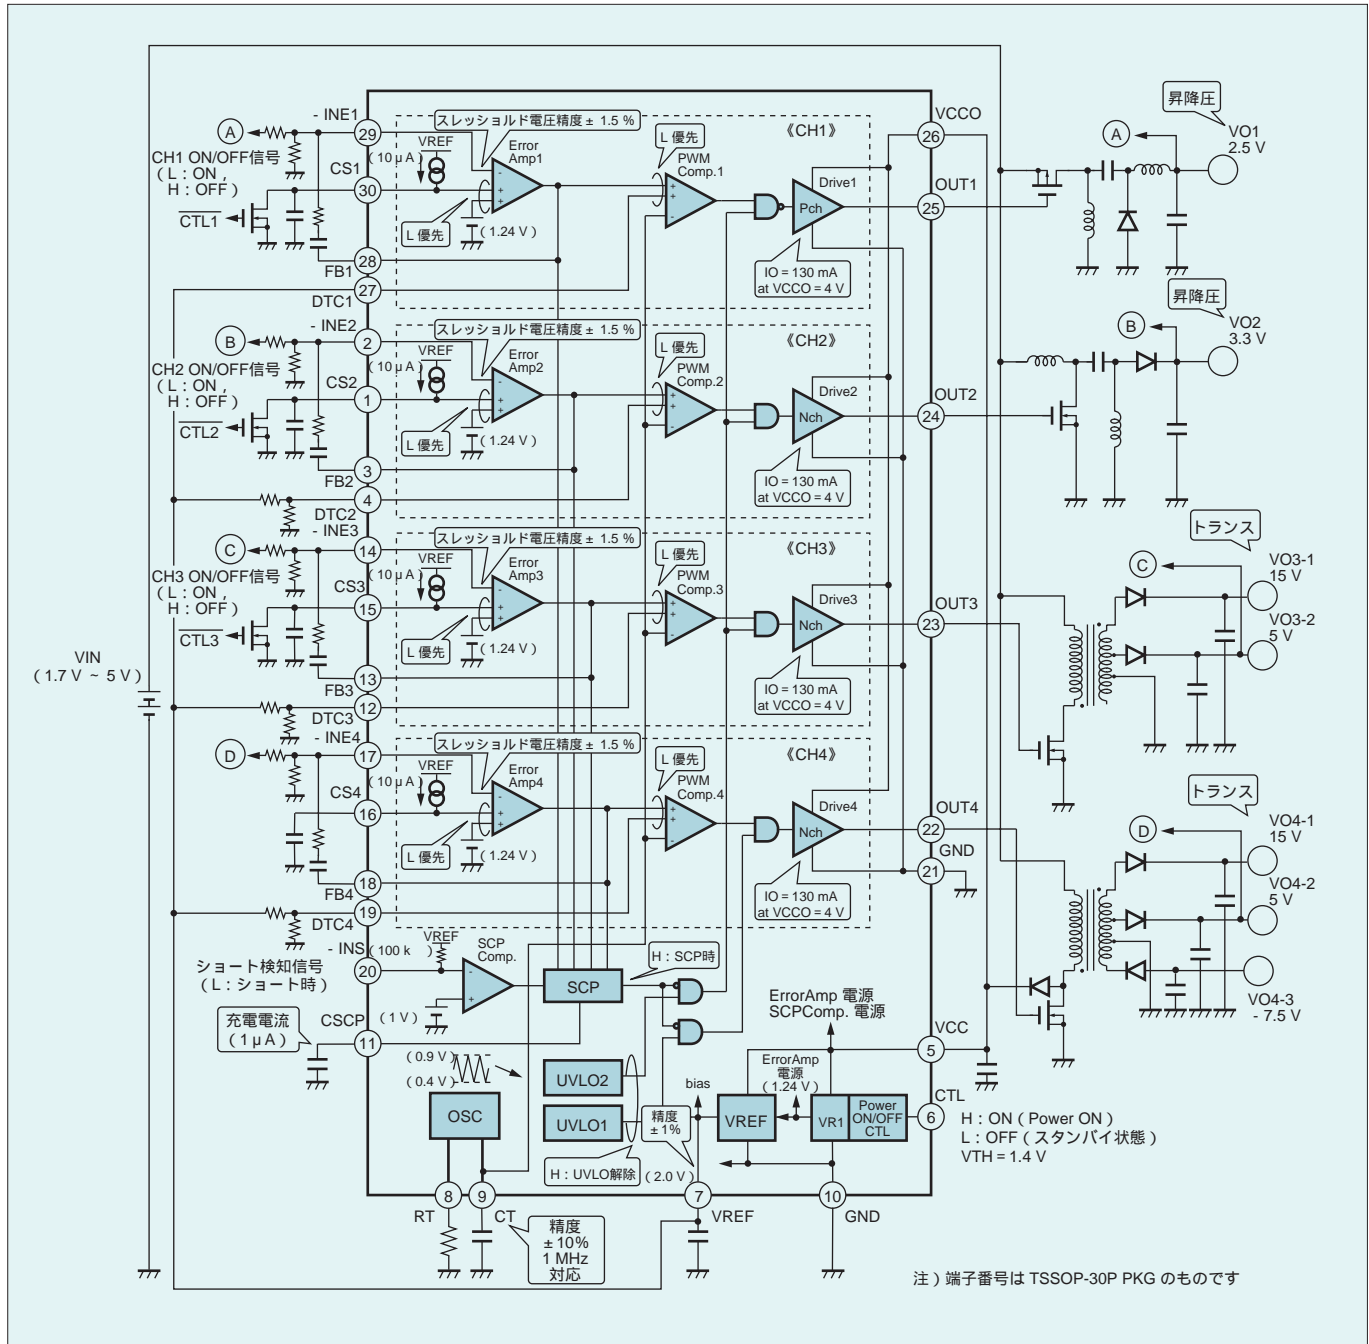 - INE1
29
A
CH1 ON/OFF信号
( L : ON ,
H : OFF )
CS1
30
CTL1
28
FB1
27
DTC1
スレッショルド電圧精度± 1.5 %
VREF
( 10 μA )
Error
Amp1
L 優先
( 1.24 V )
L 優先
PWM
Comp.1
《CH1》
Drive1
Pch
IO = 130 mA
at VCCO = 4 V
VCCO
26
OUT1
25
A
昇降圧
VO1
2.5 V
- INE2
2
B
CH2 ON/OFF信号
( L : ON ,
H : OFF )
CS2
1
CTL2
3
FB2
4
DTC2
スレッショルド電圧精度± 1.5 %
VREF
( 10 μA )
Error
Amp2
L 優先
( 1.24 V )
L 優先
PWM
Comp.2
《CH2》
Drive2
Nch
IO = 130 mA
at VCCO = 4 V
OUT2
24
B
昇降圧
VO2
3.3 V
- INE3
14
C
CH3 ON/OFF信号
( L : ON ,
H : OFF )
CS3
15
CTL3
13
FB3
12
DTC3
スレッショルド電圧精度± 1.5 %
VREF
( 10 μA )
Error
Amp3
L 優先
( 1.24 V )
L 優先
PWM
Comp.3
《CH3》
Drive3
Nch
IO = 130 mA
at VCCO = 4 V
OUT3
23
トランス
C
VO3-1
15 V
VO3-2
5 V
VIN
( 1.7 V ~ 5 V )
- INE4
17
D
CS4
16
18
FB4
19
DTC4
スレッショルド電圧精度± 1.5 %
VREF
( 10 μA )
Error
Amp4
L 優先
( 1.24 V )
L 優先
PWM
Comp.4
《CH4》
Drive4
Nch
IO = 130 mA
at VCCO = 4 V
OUT4
22
GND
21
トランス
D
VO4-1
15 V
VO4-2
5 V
VO4-3
- 7.5 V
- INS
20
ショート検知信号
( L : ショート時 )
( 100 k )
VREF
SCP
Comp.
( 1 V )
SCP
H : SCP時
CSCP
11
充電電流
( 1 μA )
( 0.9 V )
( 0.4 V )
OSC
UVLO2
UVLO1
H : UVLO解除
ErrorAmp 電源
SCPComp. 電源
bias
ErrorAmp
電源
( 1.24 V )
精度
± 1%
( 2.0 V )
VREF
VR1
Power
ON/OFF
CTL
VCC
5
CTL
6
H : ON ( Power ON )
L : OFF ( スタンバイ状態 )
VTH = 1.4 V
8
RT
9
CT
精度
± 10%
1 MHz
対応
7
VREF
10
GND
注 ) 端子番号は TSSOP-30P PKG のものです